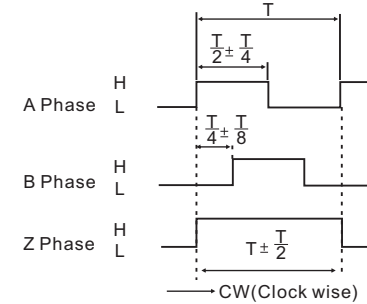 T
T/2 ± T/4
H
A Phase L
T/4 ± T/8
H
B Phase L
H
Z Phase L
T ± T/2
CW(Clock wise)